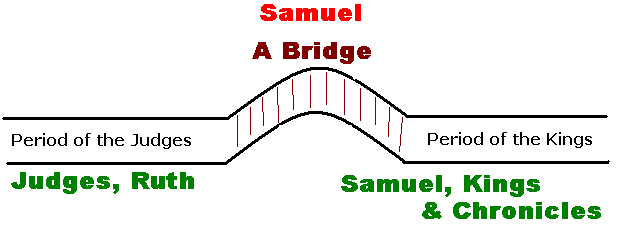 Samuel
A Bridge
Period of the Judges
Period of the Kings
Judges, Ruth
Samuel, Kings
& Chronicles